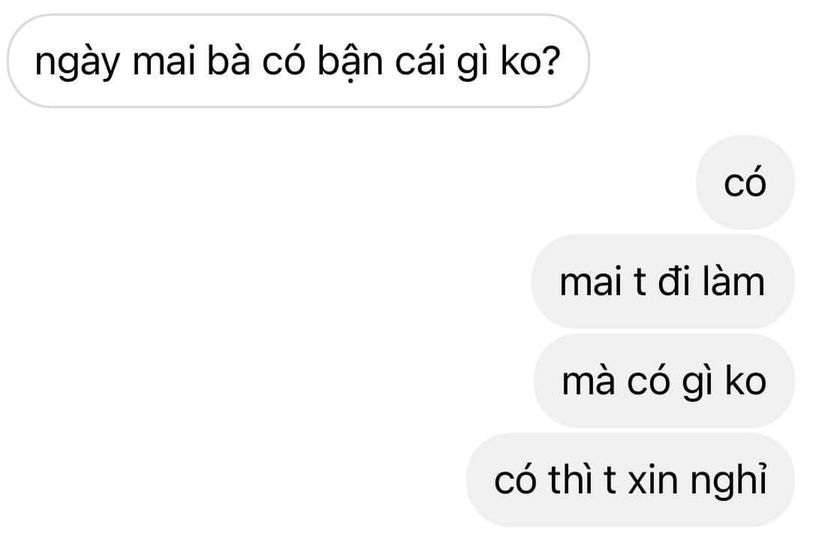 ngày mai bà có bận cái gì ko?
có
mai t đi làm
mà có gì ko
có thì t xin nghỉ